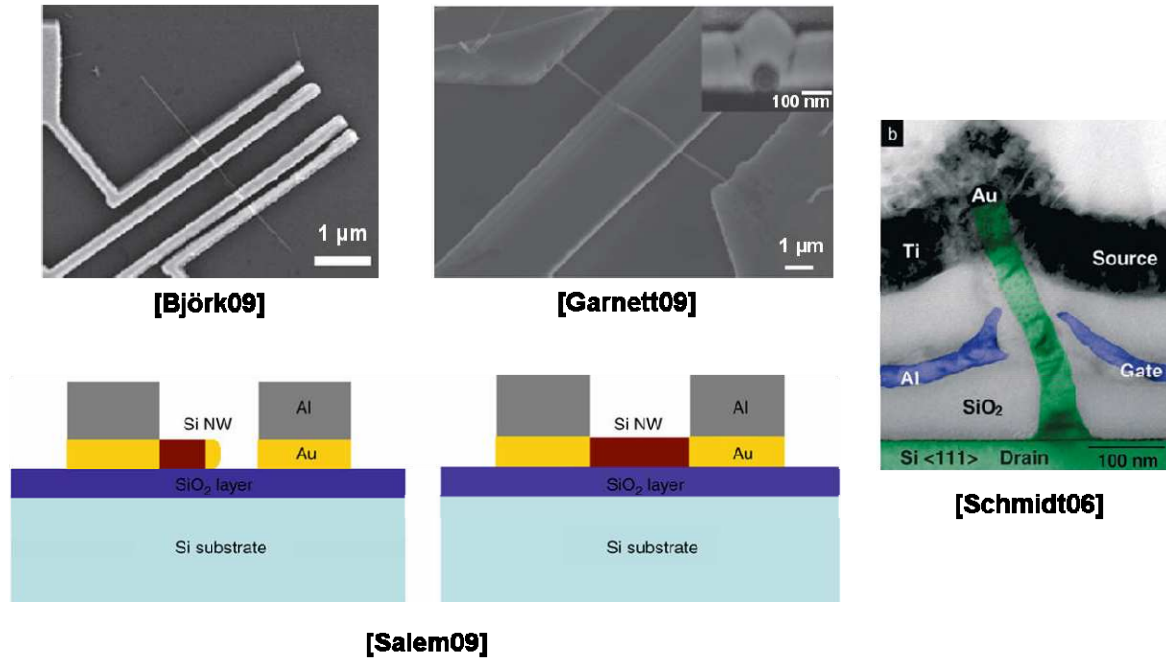 1 µm
[Björk09]
100 nm
1 µm
[Garnett09]
b
Au
Ti
Source
Al
Gate
SiO2
Si <111> Drain
100 nm
[Schmidt06]
Si NW
Al
Au
SiO2 layer
Si substrate
Si NW
Al
Au
SiO2 layer
Si substrate
[Salem09]